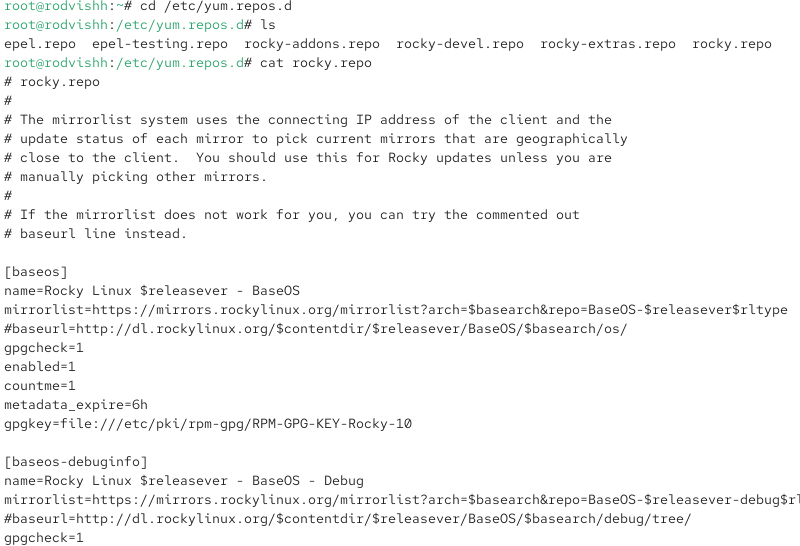 root@rodvishh:~# cd /etc/yum.repos.d
root@rodvishh:/etc/yum.repos.d# ls
epel.repo  epel-testing.repo  rocky-addons.repo  rocky-devel.repo  rocky-extras.repo  rocky.repo
root@rodvishh:/etc/yum.repos.d# cat rocky.repo
# rocky.repo
#
# The mirrorlist system uses the connecting IP address of the client and the
# update status of each mirror to pick current mirrors that are geographically
# close to the client.  You should use this for Rocky updates unless you are
# manually picking other mirrors.
#
# If the mirrorlist does not work for you, you can try the commented out
# baseurl line instead.

[baseos]
name=Rocky Linux $releasever - BaseOS
mirrorlist=https://mirrors.rockylinux.org/mirrorlist?arch=$basearch&repo=BaseOS-$releasever$rltype
#baseurl=http://dl.rockylinux.org/$contentdir/$releasever/BaseOS/$basearch/os/
gpgcheck=1
enabled=1
countme=1
metadata_expire=6h
gpgkey=file:///etc/pki/rpm-gpg/RPM-GPG-KEY-Rocky-10

[baseos-debuginfo]
name=Rocky Linux $releasever - BaseOS - Debug
mirrorlist=https://mirrors.rockylinux.org/mirrorlist?arch=$basearch&repo=BaseOS-$releasever-debug$rl
#baseurl=http://dl.rockylinux.org/$contentdir/$releasever/BaseOS/$basearch/debug/tree/
gpgcheck=1